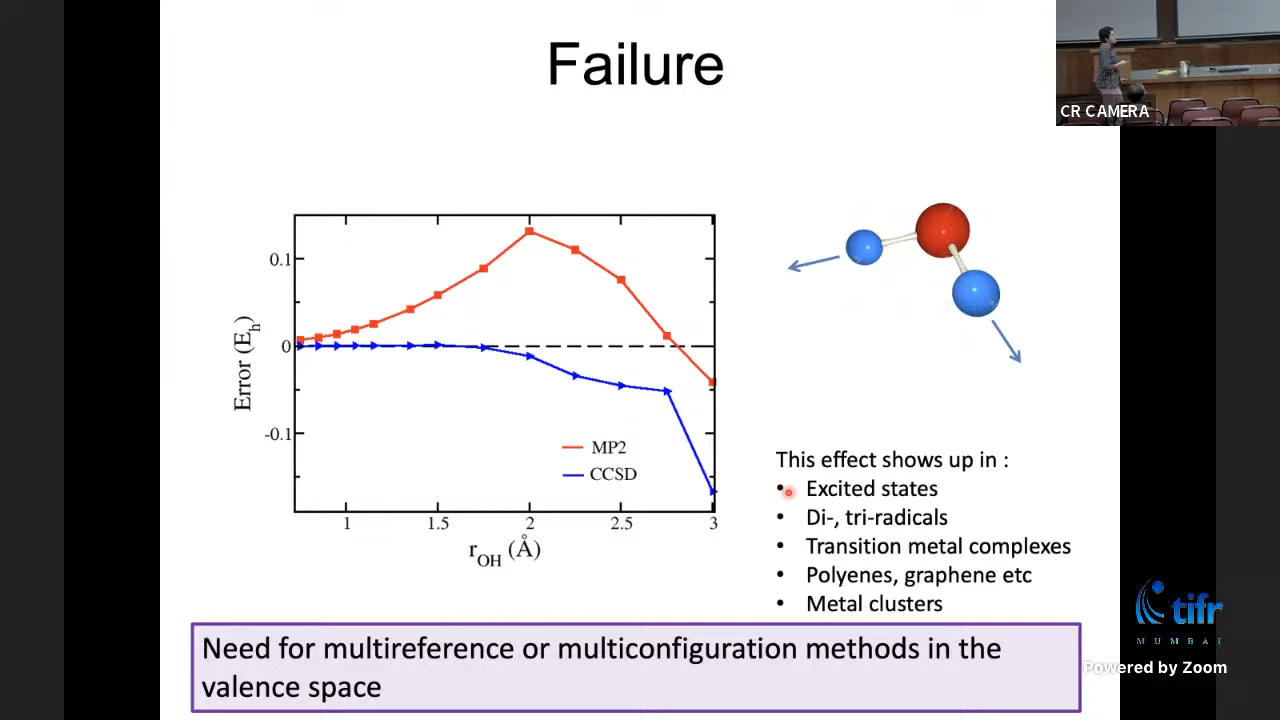 Failure
CR CAMERA
0.1
0
-0.1
Error (E_h)
MP2
CCSD
1 1.5 2 2.5 3
r_OH (Å)
This effect shows up in :
• Excited states
• Di-, tri-radicals
• Transition metal complexes
• Polyenes, graphene etc
• Metal clusters
Need for multireference or multiconfiguration methods in the
valence space
tifr
MUMBAI
Powered by Zoom